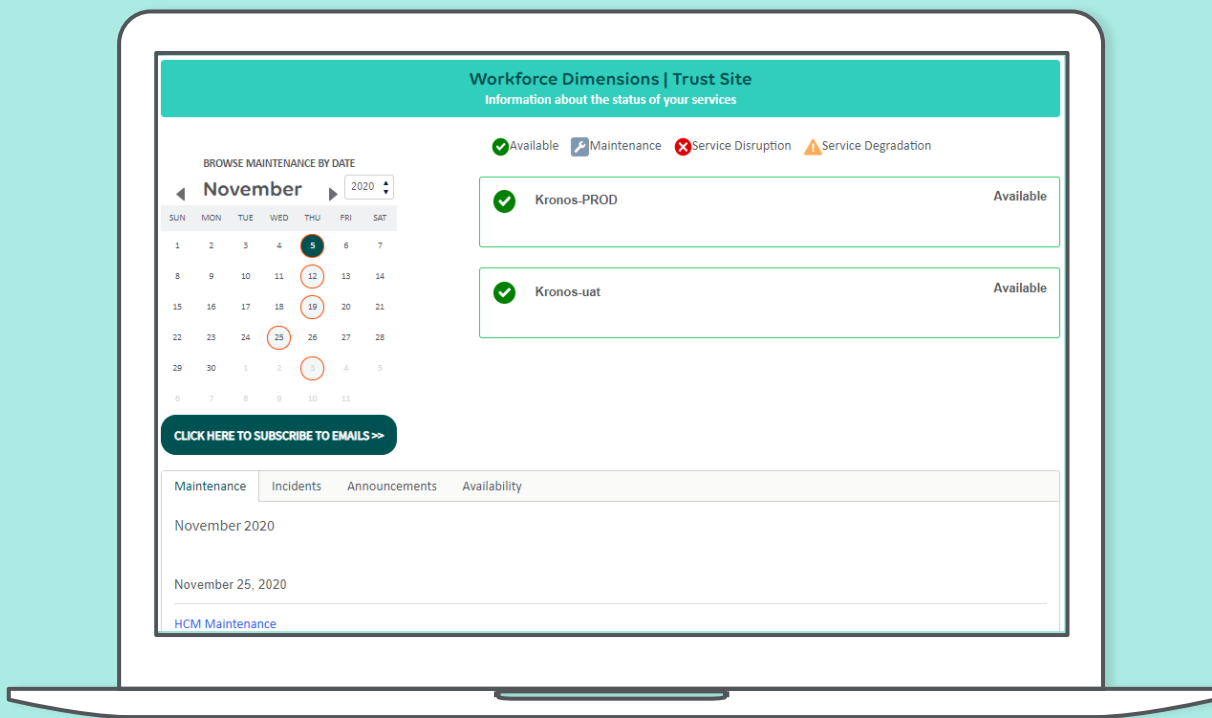 Workforce Dimensions | Trust Site
Information about the status of your services
Available Maintenance Service Disruption Service Degradation
BROWSE MAINTENANCE BY DATE
November 2020
SUN MON TUE WED THU FRI SAT
1 2 3 4 5 6 7
8 9 10 11 12 13 14
15 16 17 18 19 20 21
22 23 24 25 26 27 28
29 30 1 2 3 4 5
6 7 8 9 10 11
CLICK HERE TO SUBSCRIBE TO EMAILS >>
Kronos-PROD Available
Kronos-uat Available
Maintenance Incidents Announcements Availability
November 2020
November 25, 2020
HCM Maintenance